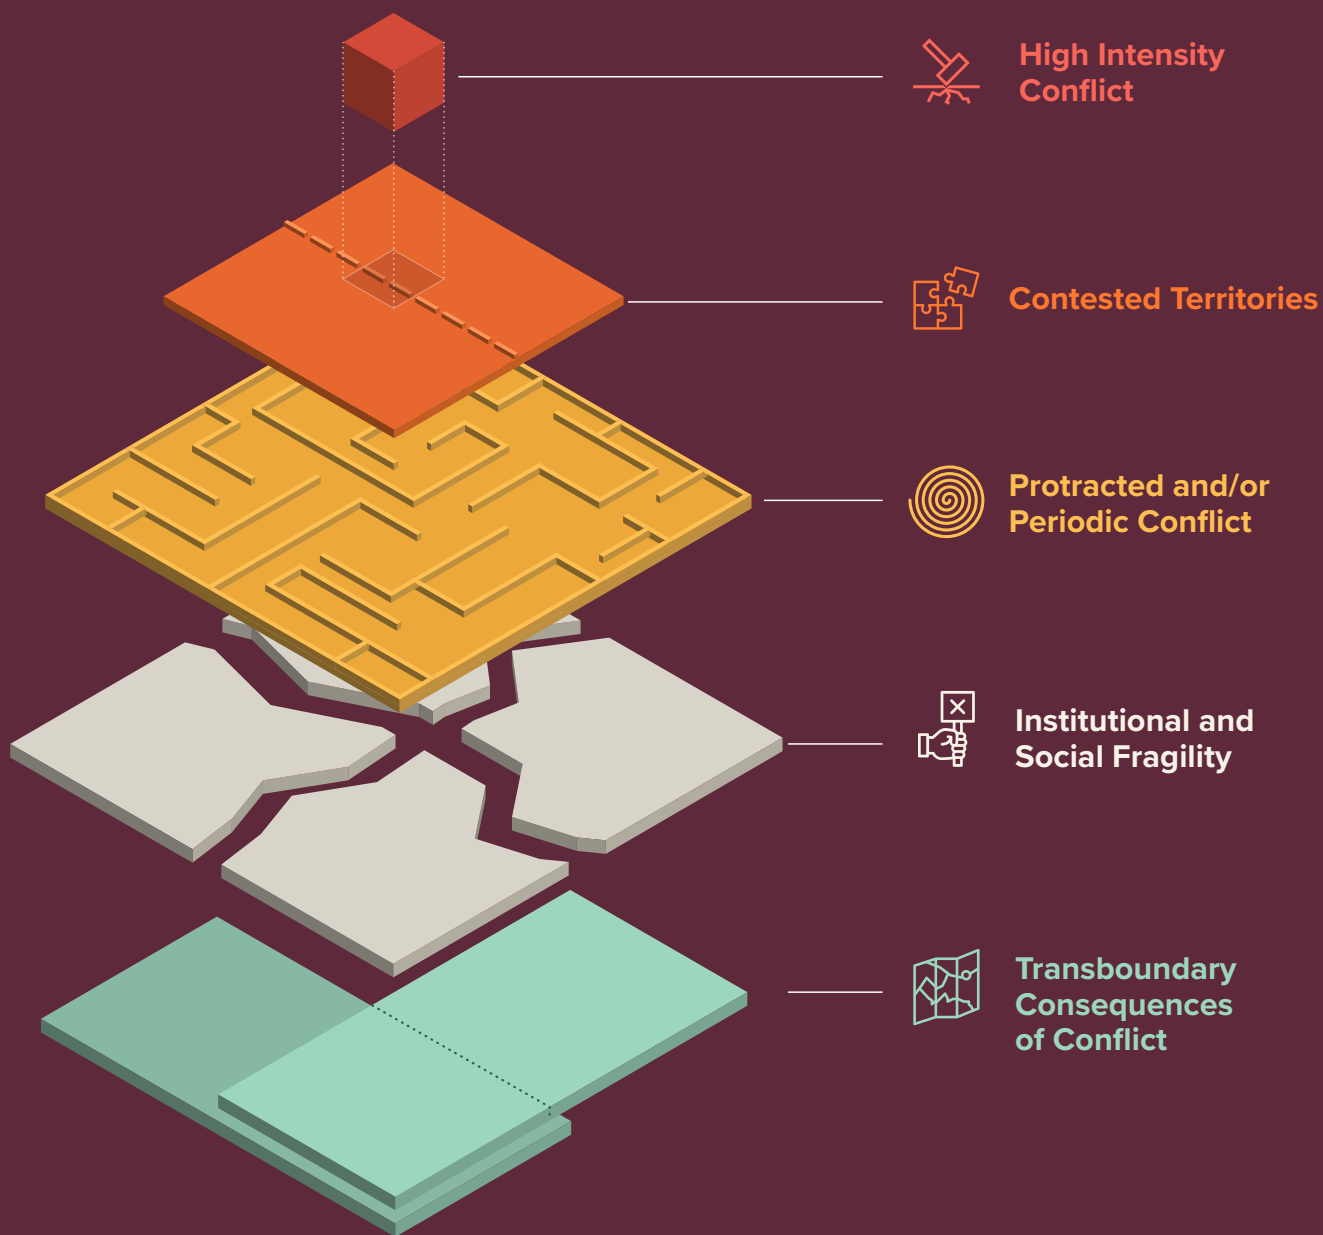 High Intensity
Conflict
Contested Territories
Protracted and/or
Periodic Conflict
Institutional and
Social Fragility
Transboundary
Consequences
of Conflict